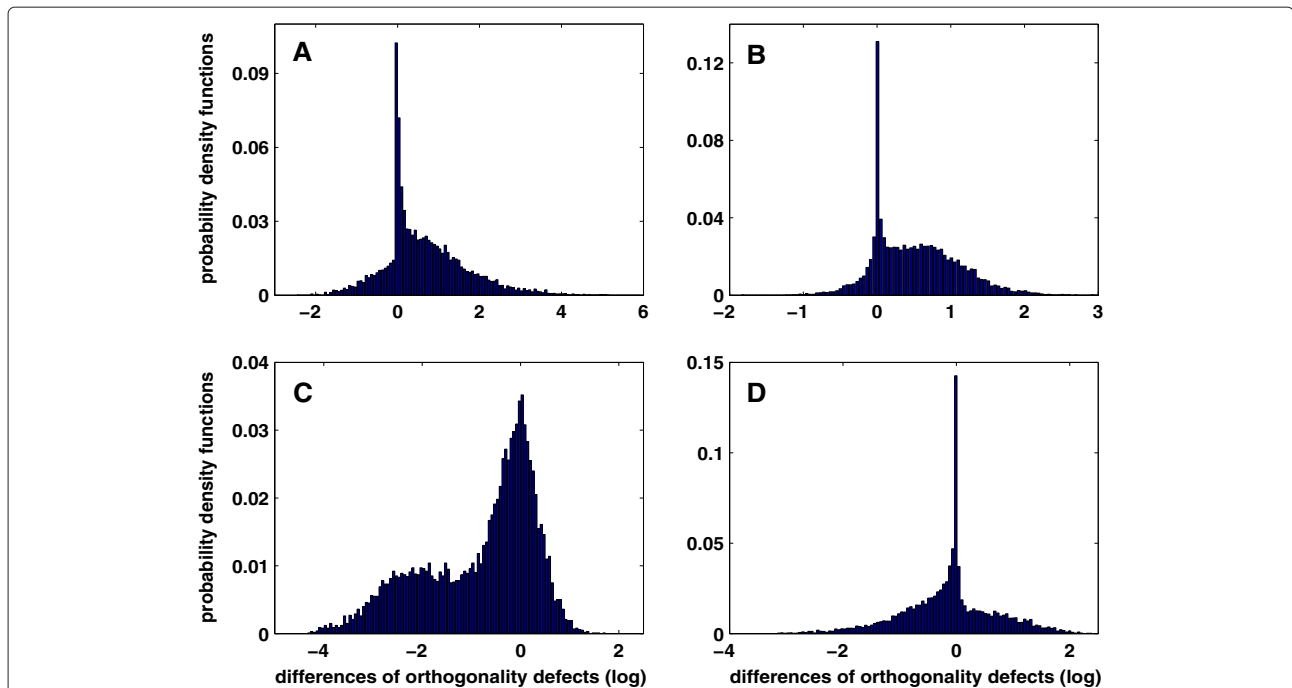 A
B
probability density functions
0.09
0.06
0.03
0
−2 0 2 4 6
0.12
0.08
0.04
0
−2 −1 0 1 2 3
C
D
probability density functions
0.04
0.03
0.02
0.01
0
−4 −2 0 2
differences of orthogonality defects (log)
0.15
0.1
0.05
0
−4 −2 0 2
differences of orthogonality defects (log)